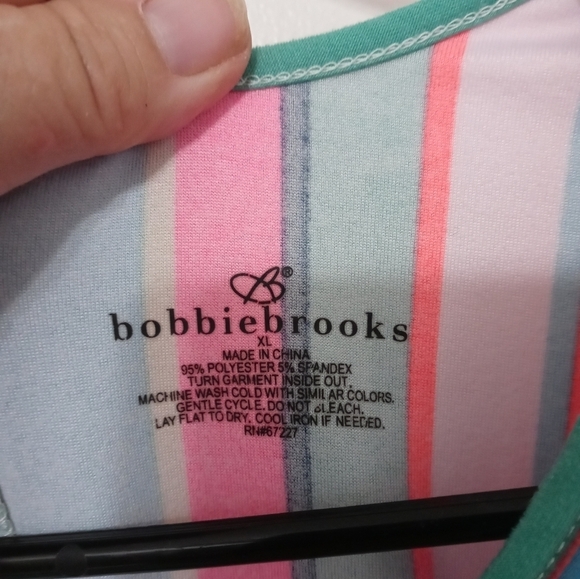 ®
bobbiebrooks
XL
MADE IN CHINA
95% POLYESTER 5% SPANDEX
TURN GARMENT INSIDE OUT.
MACHINE WASH COLD WITH SIMILAR COLORS.
GENTLE CYCLE. DO NOT BLEACH.
LAY FLAT TO DRY. COOL IRON IF NEEDED.
RN#67227